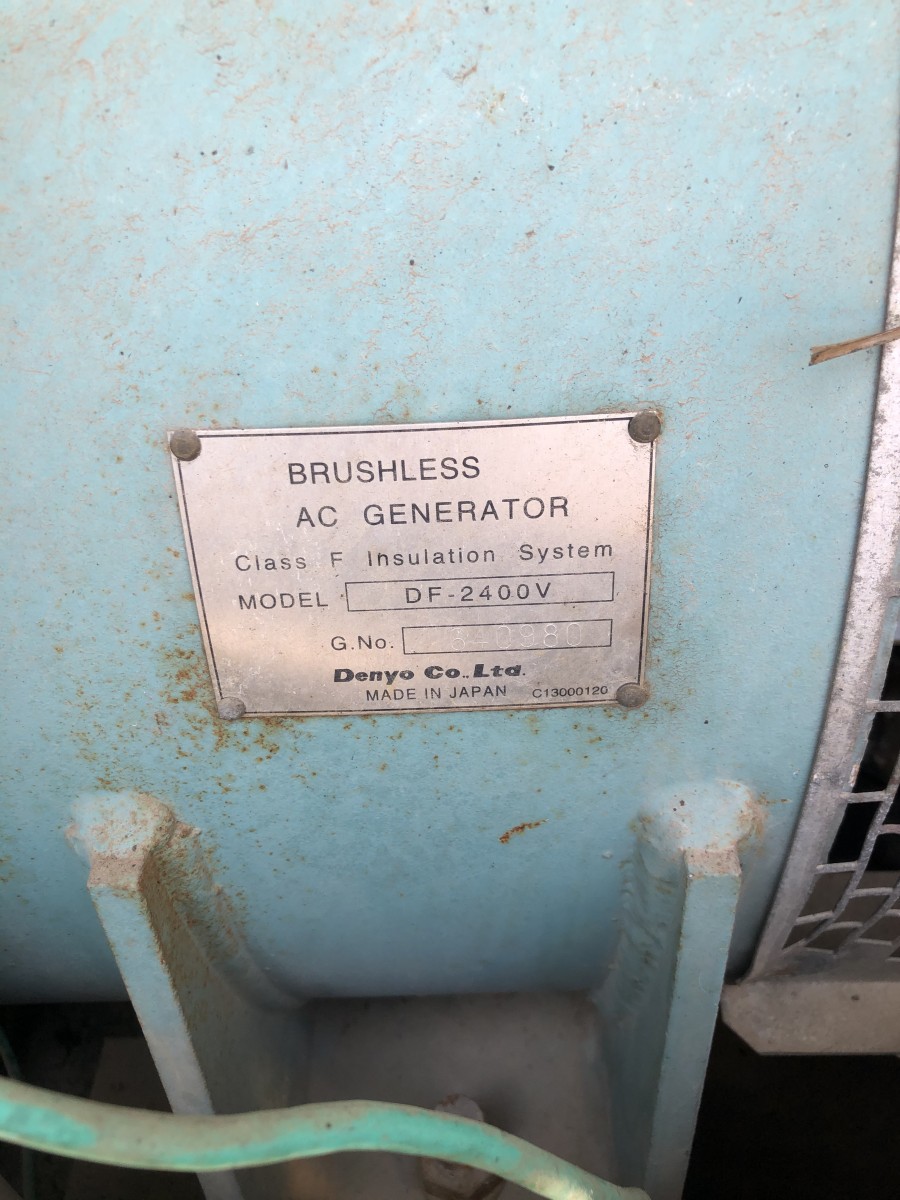 BRUSHLESS
AC GENERATOR
Class F Insulation System
MODEL DF-2400V
G.No.
Denyo Co.,Ltd.
MADE IN JAPAN C13000120